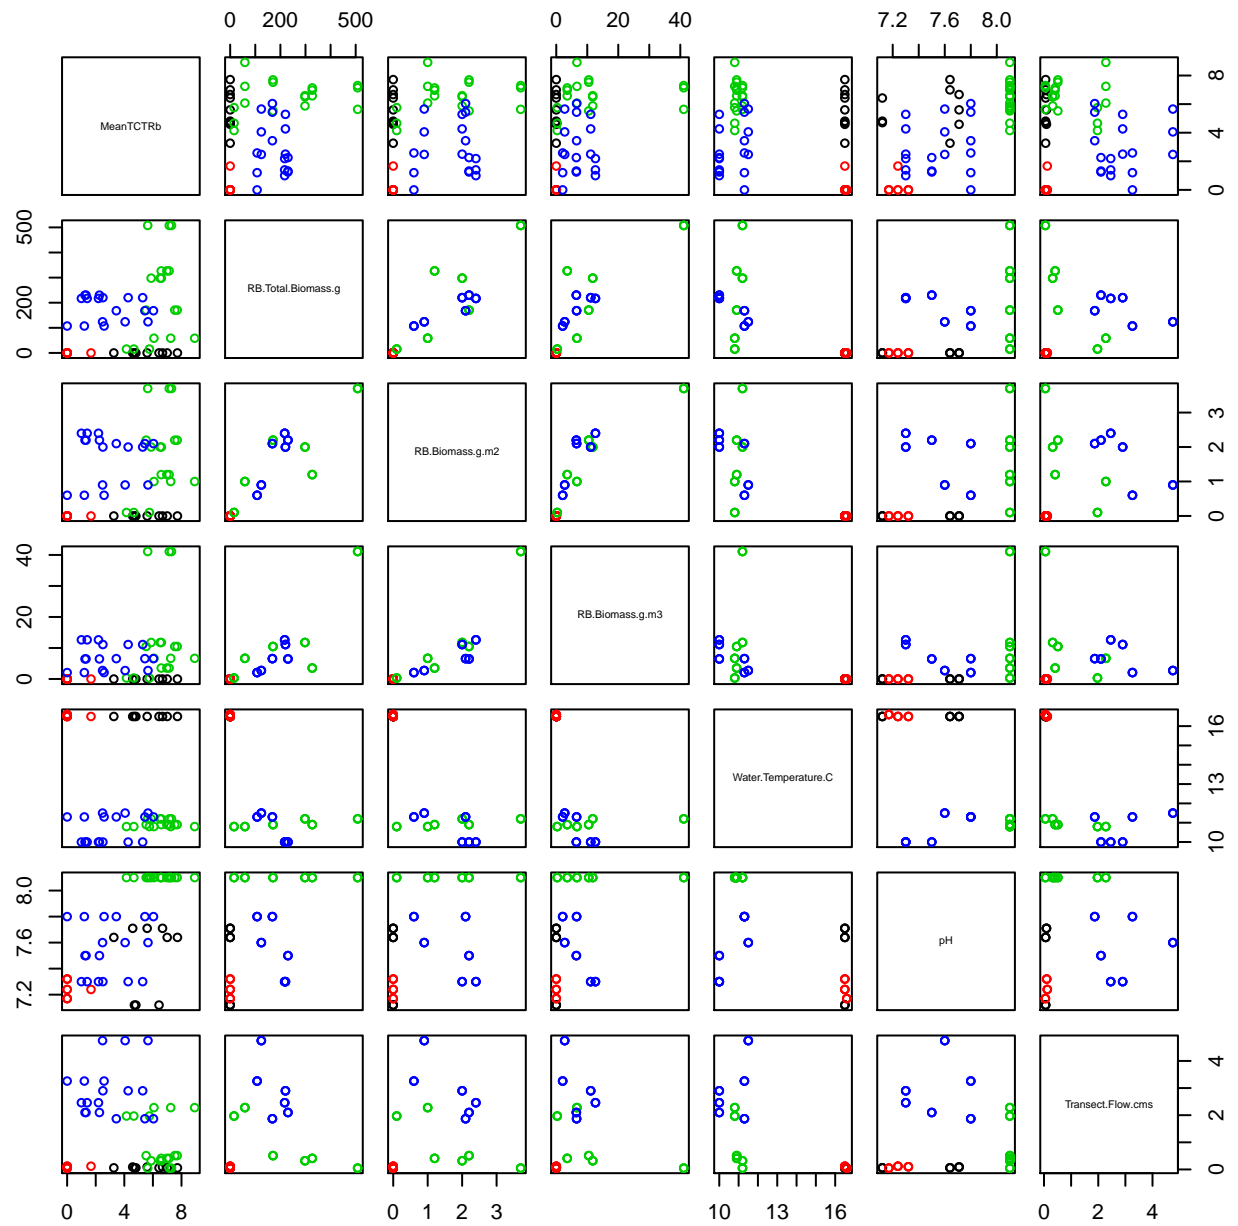 0 200 500
0 20 40
7.2 7.6 8.0
MeanTCTRb
0 4 8
0 200 500
RB.Total.Biomass.g
RB.Biomass.g.m2
0 1 2 3
0 20 40
RB.Biomass.g.m3
Water.Temperature.C
10 13 16
7.2 7.6 8.0
pH
Transect.Flow.cms
0 2 4
0 4 8
0 1 2 3
10 13 16
0 2 4